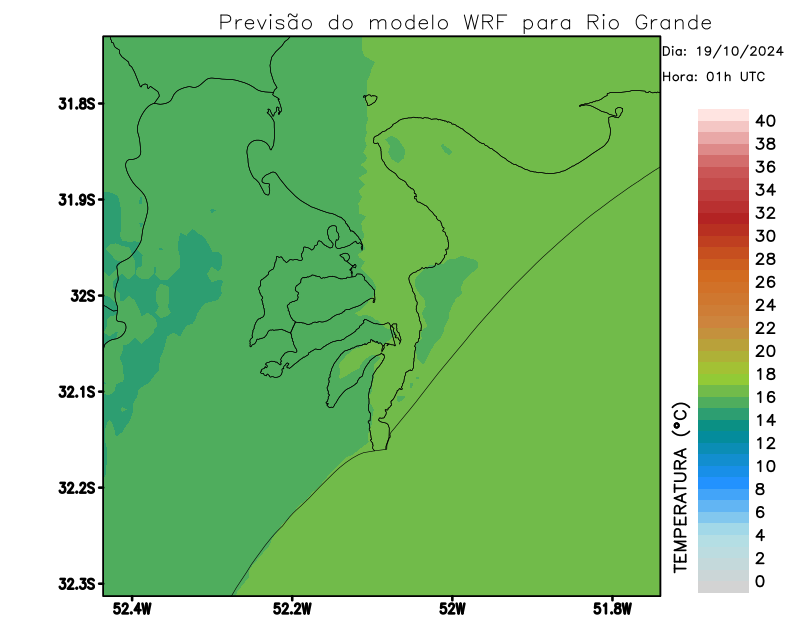 Previsão do modelo WRF para Rio Grande
Dia: 19/10/2024
Hora: 01h UTC
31.8S
31.9S
32S
32.1S
32.2S
32.3S
52.4W
52.2W
52W
51.8W
TEMPERATURA (ºC)
40
38
36
34
32
30
28
26
24
22
20
18
16
14
12
10
8
6
4
2
0